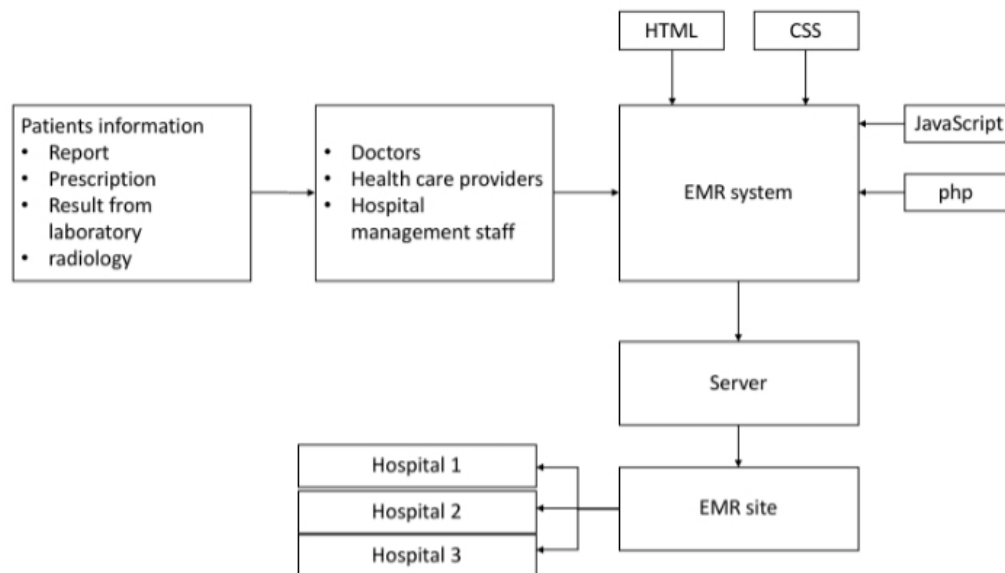 HTML
CSS
Patients information
• Report
• Prescription
• Result from
laboratory
• radiology
• Doctors
• Health care providers
• Hospital
management staff
EMR system
JavaScript
php
Server
Hospital 1
Hospital 2
Hospital 3
EMR site